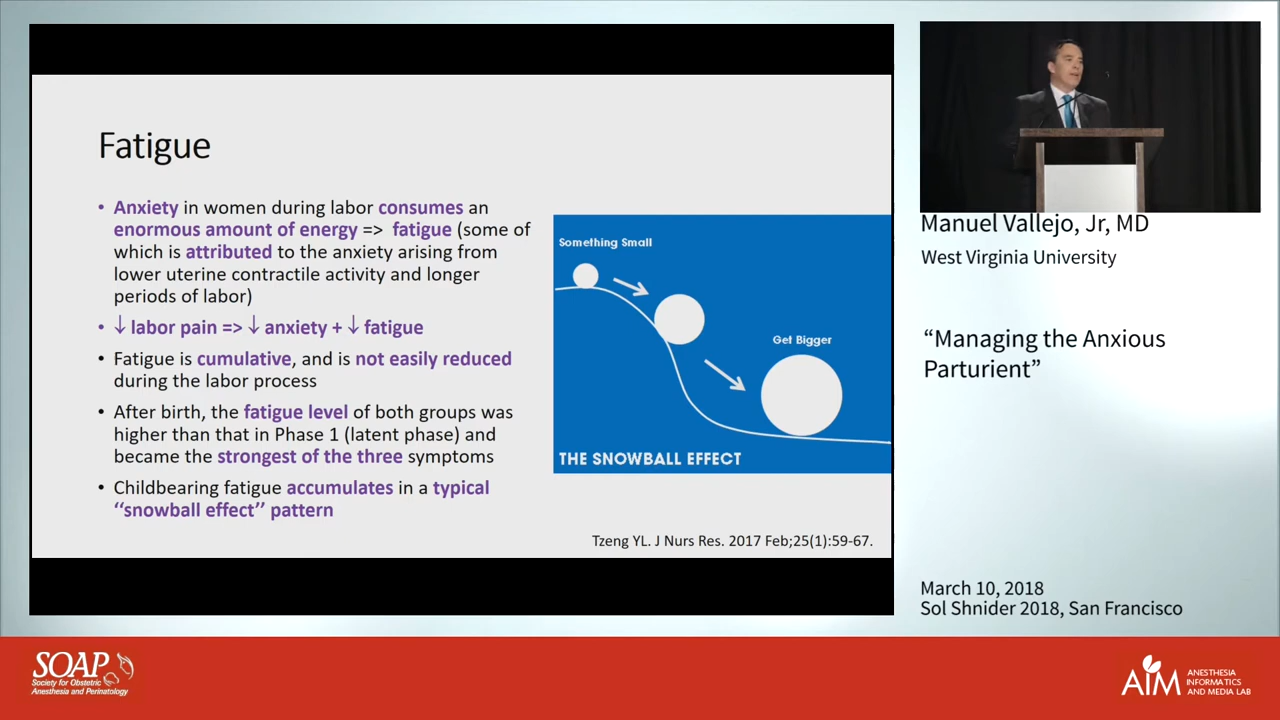 Fatigue
• Anxiety in women during labor consumes an
enormous amount of energy => fatigue (some of
which is attributed to the anxiety arising from
lower uterine contractile activity and longer
periods of labor)
• ↓ labor pain => ↓ anxiety + ↓ fatigue
• Fatigue is cumulative, and is not easily reduced
during the labor process
• After birth, the fatigue level of both groups was
higher than that in Phase 1 (latent phase) and
became the strongest of the three symptoms
• Childbearing fatigue accumulates in a typical
‘‘snowball effect’’ pattern
Something Small
Get Bigger
THE SNOWBALL EFFECT
Tzeng YL. J Nurs Res. 2017 Feb;25(1):59-67.
Manuel Vallejo, Jr, MD
West Virginia University
“Managing the Anxious
Parturient”
March 10, 2018
Sol Shnider 2018, San Francisco
SOAP
Society for Obstetric
Anesthesia and Perinatology
AIM
ANESTHESIA
INFORMATICS
AND MEDIA LAB